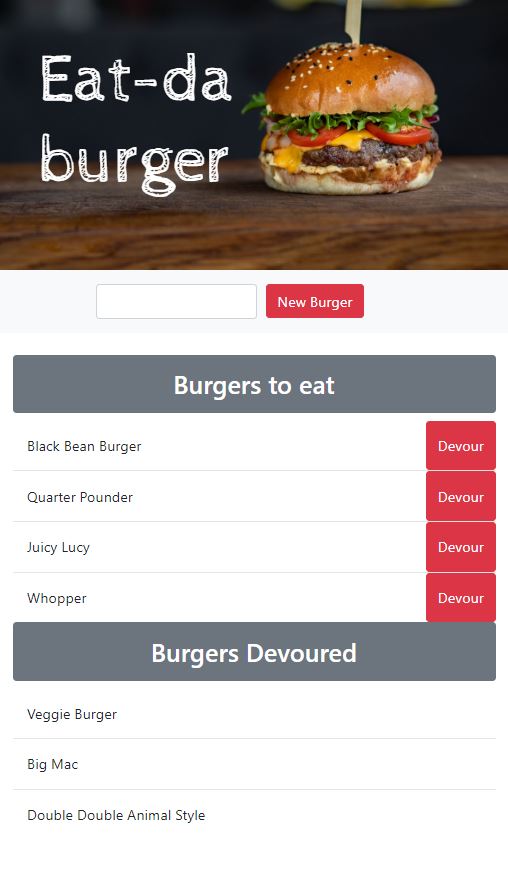 Eat-da
burger
New Burger
Burgers to eat
Black Bean Burger Devour
Quarter Pounder Devour
Juicy Lucy Devour
Whopper Devour
Burgers Devoured
Veggie Burger
Big Mac
Double Double Animal Style